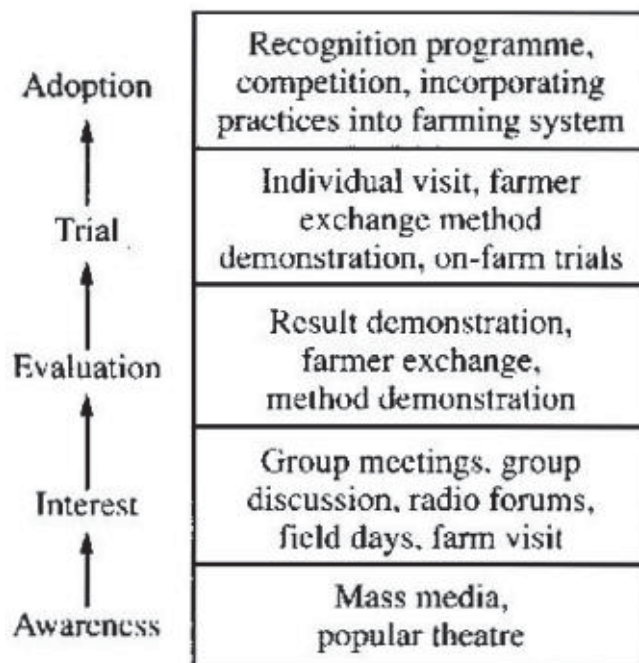 Adoption
Recognition programme,
competition, incorporating
practices into farming system
Trial
Individual visit, farmer
exchange method
demonstration, on-farm trials
Evaluation
Result demonstration,
farmer exchange,
method demonstration
Interest
Group meetings, group
discussion, radio forums,
field days, farm visit
Awareness
Mass media,
popular theatre